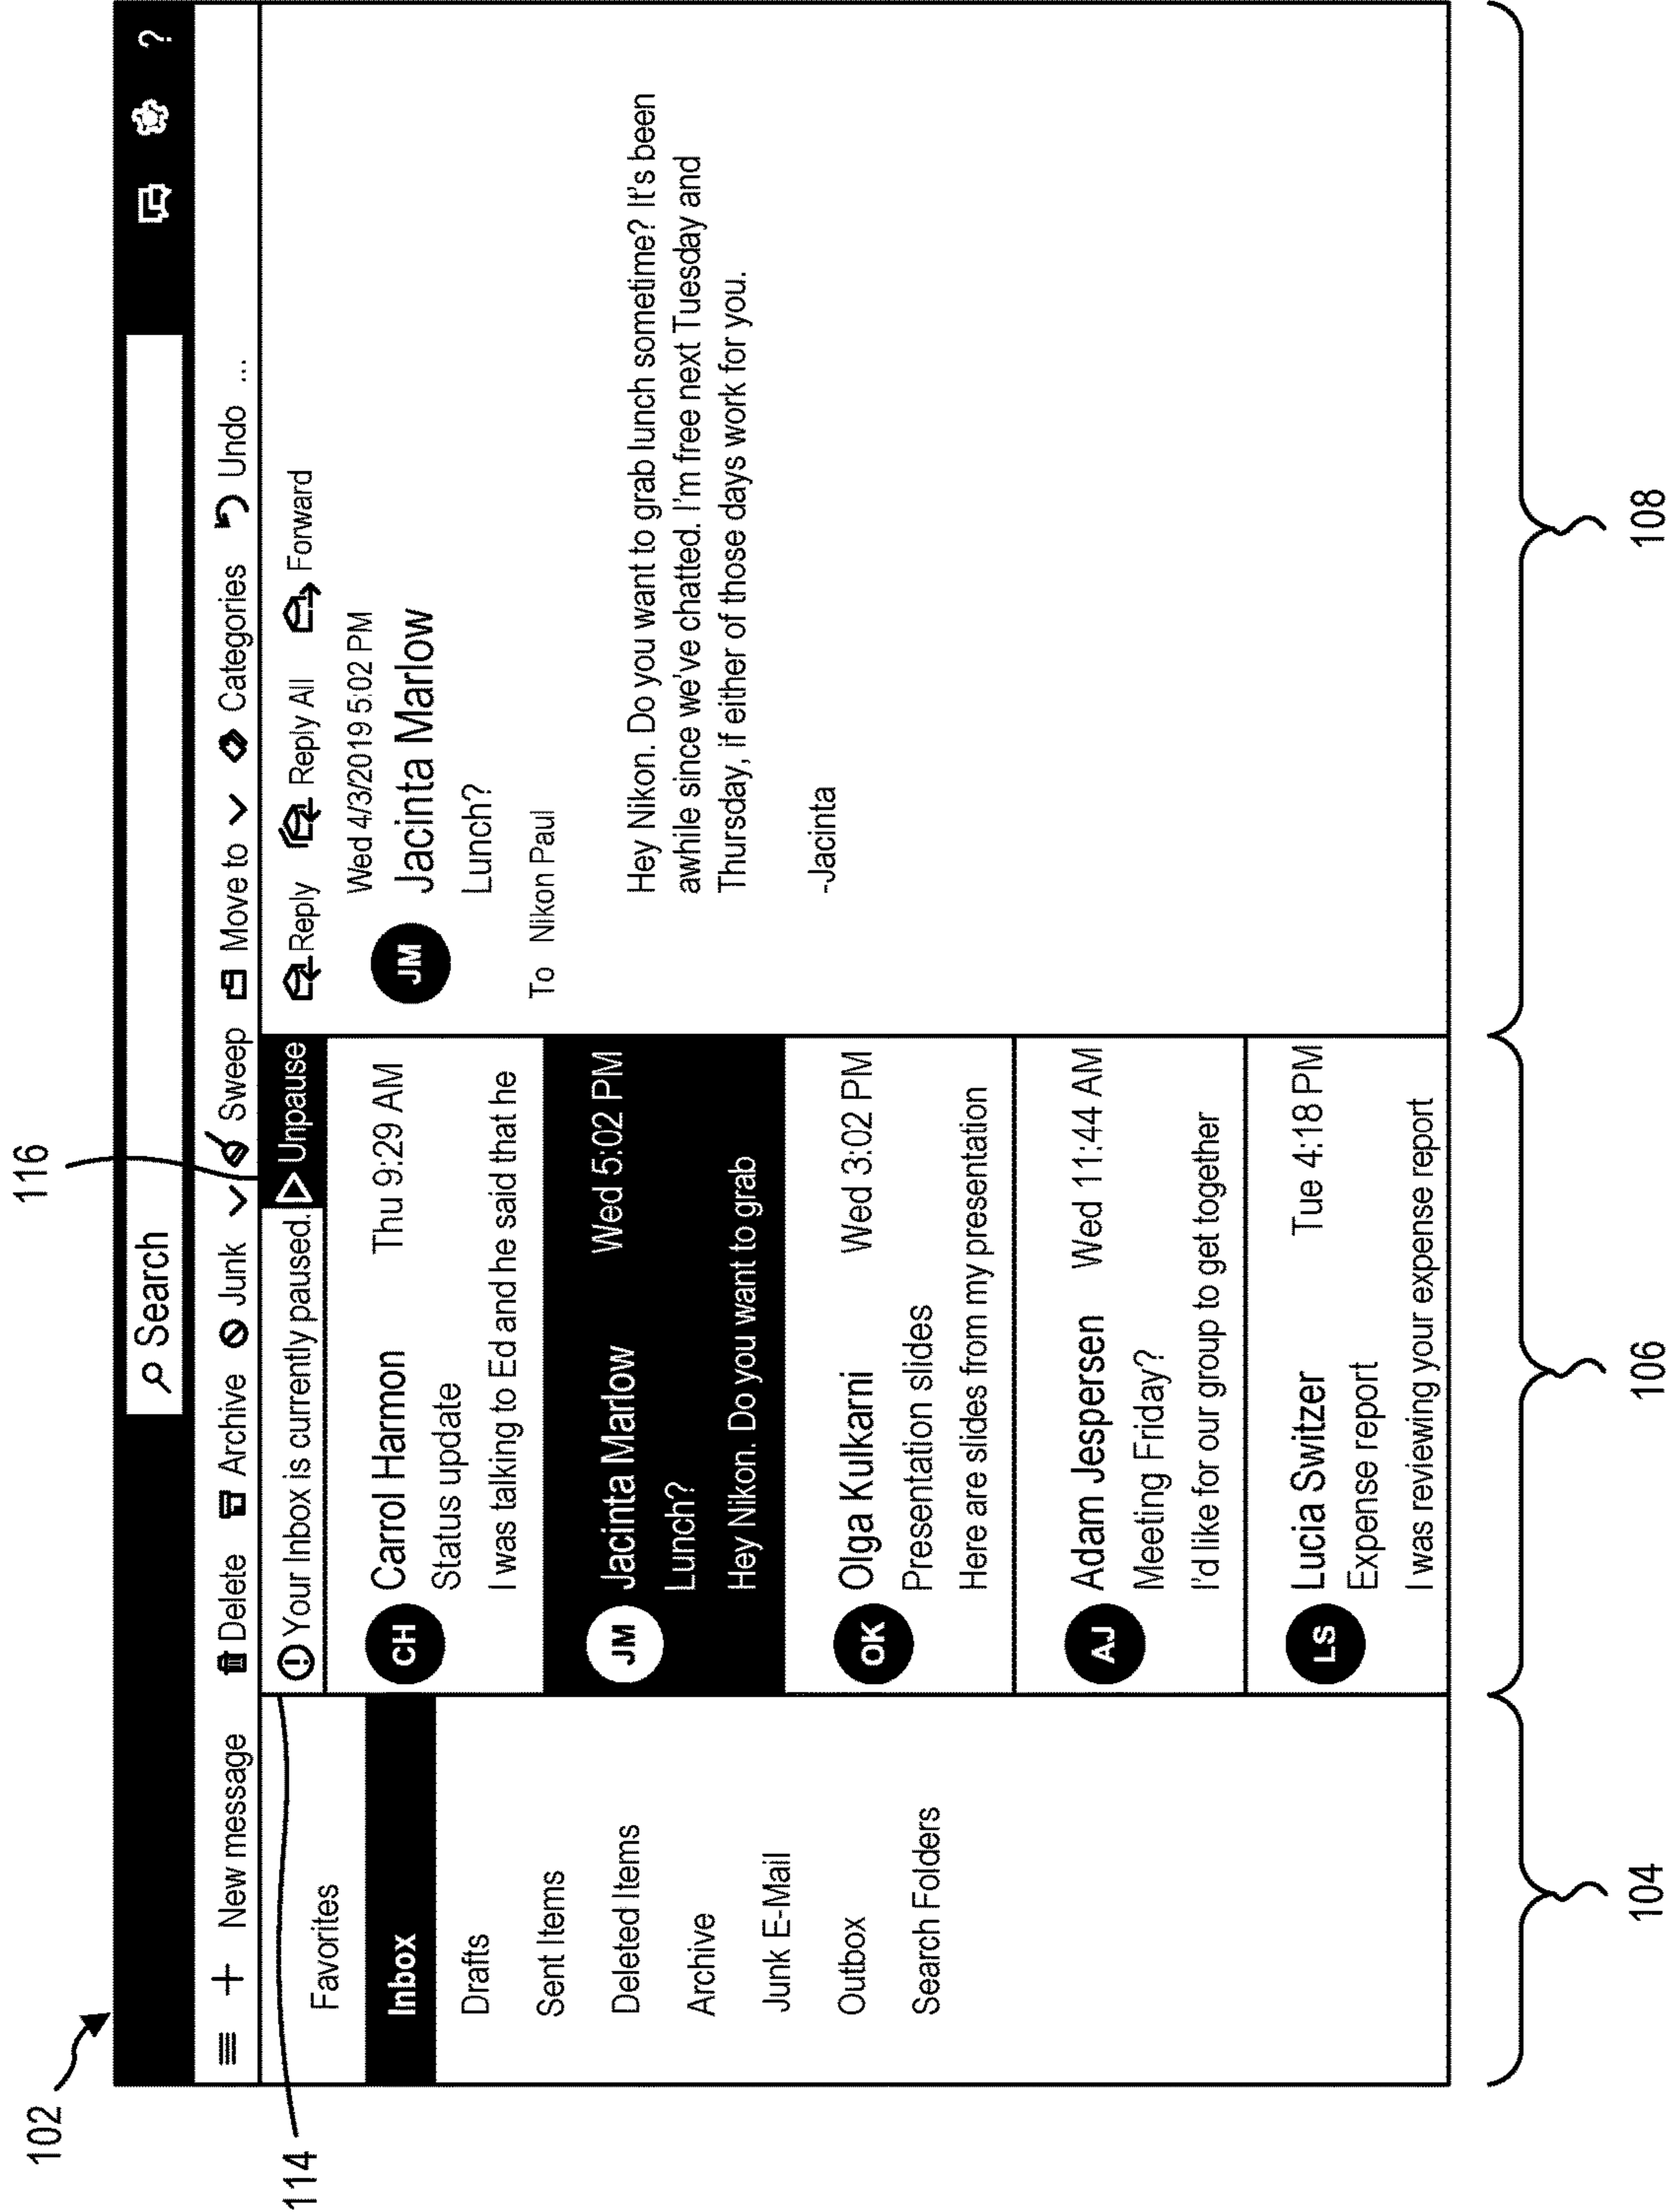 102
116
Search
?
New message
Delete
Archive
Junk
Sweep
Move to
Categories
Undo ...
114
Favorites
Inbox
Drafts
Sent Items
Deleted Items
Archive
Junk E-Mail
Outbox
Search Folders
Your Inbox is currently paused. Unpause
CH Carrol Harmon Thu 9:29 AM
Status update
I was talking to Ed and he said that he
JM Jacinta Marlow Wed 5:02 PM
Lunch?
Hey Nikon. Do you want to grab
OK Olga Kulkarni Wed 3:02 PM
Presentation slides
Here are slides from my presentation
AJ Adam Jespersen Wed 11:44 AM
Meeting Friday?
I'd like for our group to get together
LS Lucia Switzer Tue 4:18 PM
Expense report
I was reviewing your expense report
Reply Reply All Forward
Wed 4/3/2019 5:02 PM
JM Jacinta Marlow
Lunch?
To Nikon Paul
Hey Nikon. Do you want to grab lunch sometime? It's been
awhile since we've chatted. I'm free next Tuesday and
Thursday, if either of those days work for you.
-Jacinta
104
106
108